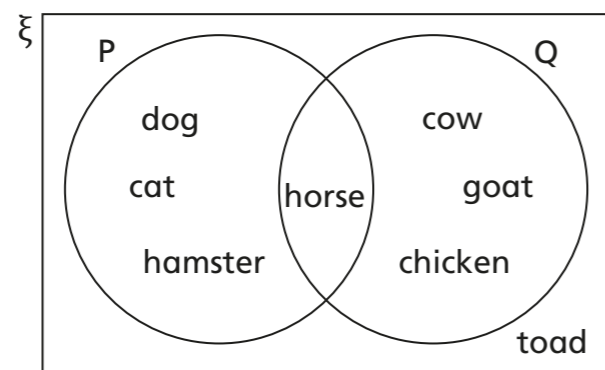 ξ
P Q
dog cow
cat horse goat
hamster chicken
toad